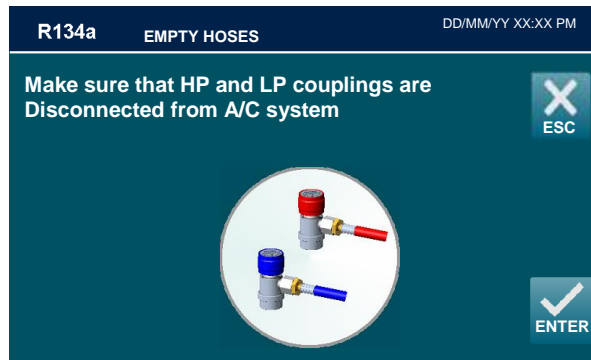 R134a EMPTY HOSES DD/MM/YY XX:XX PM
Make sure that HP and LP couplings are
Disconnected from A/C system
ESC
ENTER